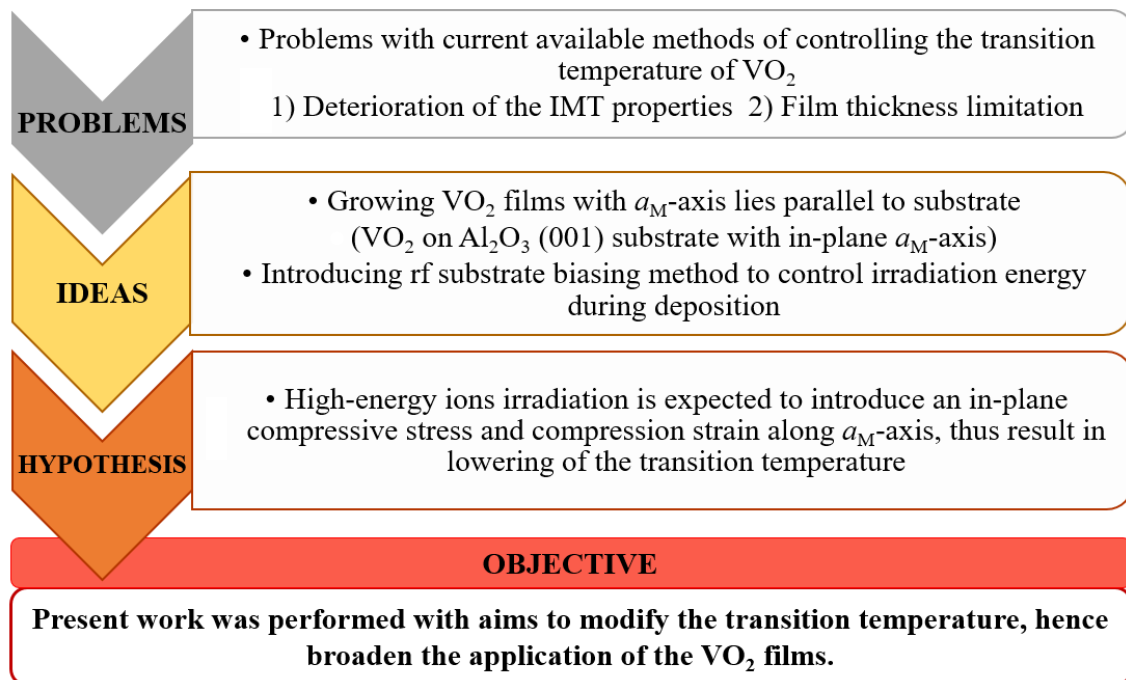 PROBLEMS
• Problems with current available methods of controlling the transition
temperature of VO₂
1) Deterioration of the IMT properties 2) Film thickness limitation
IDEAS
• Growing VO₂ films with aM-axis lies parallel to substrate
(VO₂ on Al₂O₃ (001) substrate with in-plane aM-axis)
• Introducing rf substrate biasing method to control irradiation energy
during deposition
HYPOTHESIS
• High-energy ions irradiation is expected to introduce an in-plane
compressive stress and compression strain along aM-axis, thus result in
lowering of the transition temperature
OBJECTIVE
Present work was performed with aims to modify the transition temperature, hence
broaden the application of the VO₂ films.